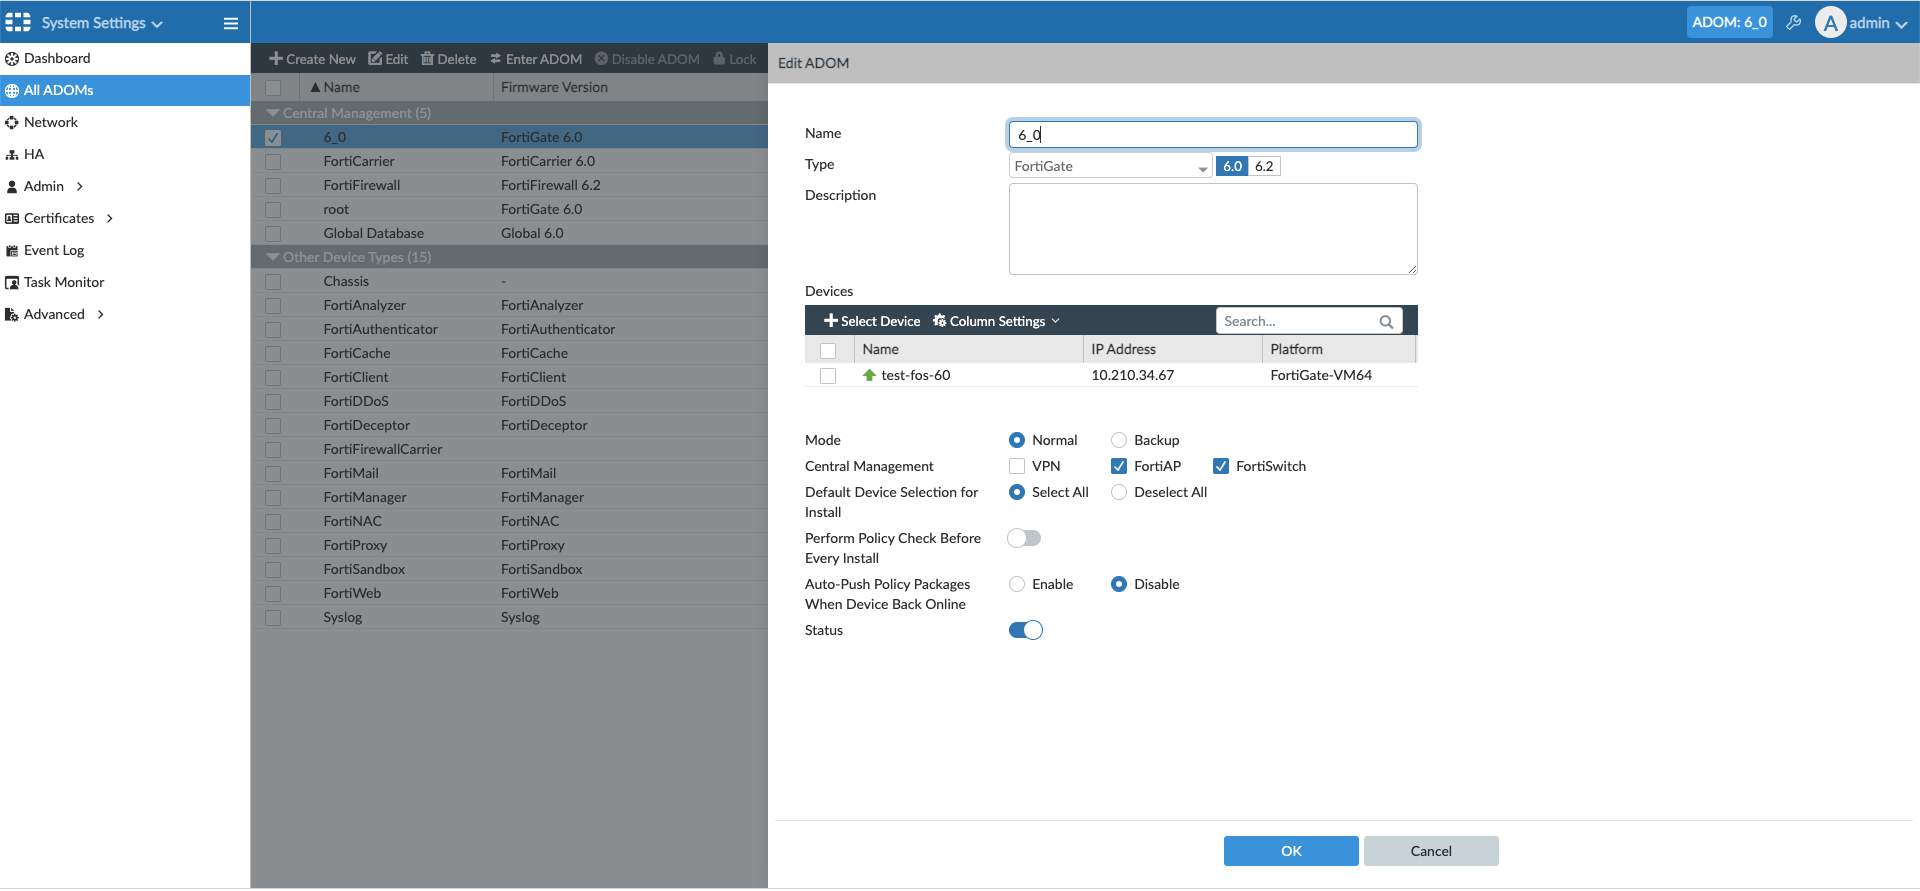 System Settings
ADOM: 6_0
A admin
Dashboard
All ADOMs
Network
HA
Admin
Certificates
Event Log
Task Monitor
Advanced
Create New Edit Delete Enter ADOM Disable ADOM Lock
Name Firmware Version
Central Management (5)
6_0 FortiGate 6.0
FortiCarrier FortiCarrier 6.0
FortiFirewall FortiFirewall 6.2
root FortiGate 6.0
Global Database Global 6.0
Other Device Types (15)
Chassis -
FortiAnalyzer FortiAnalyzer
FortiAuthenticator FortiAuthenticator
FortiCache FortiCache
FortiClient FortiClient
FortiDDoS FortiDDoS
FortiDeceptor FortiDeceptor
FortiFirewallCarrier
FortiMail FortiMail
FortiManager FortiManager
FortiNAC FortiNAC
FortiProxy FortiProxy
FortiSandbox FortiSandbox
FortiWeb FortiWeb
Syslog Syslog
Edit ADOM
Name 6_0
Type FortiGate 6.0 6.2
Description
Devices
Select Device Column Settings Search...
Name IP Address Platform
test-fos-60 10.210.34.67 FortiGate-VM64
Mode Normal Backup
Central Management VPN FortiAP FortiSwitch
Default Device Selection for Select All Deselect All
Install
Perform Policy Check Before
Every Install
Auto-Push Policy Packages Enable Disable
When Device Back Online
Status
OK Cancel